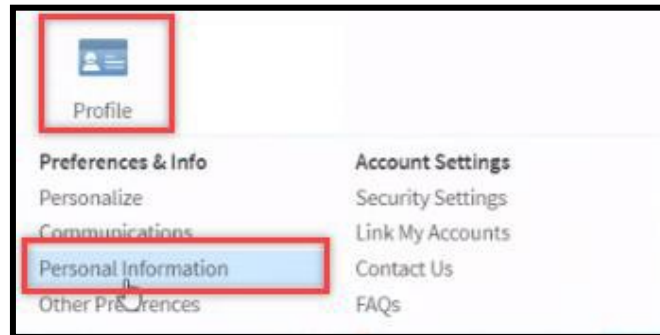 Profile
Preferences & Info
Personalize
Communications
Personal Information
Other Preferences
Account Settings
Security Settings
Link My Accounts
Contact Us
FAQs